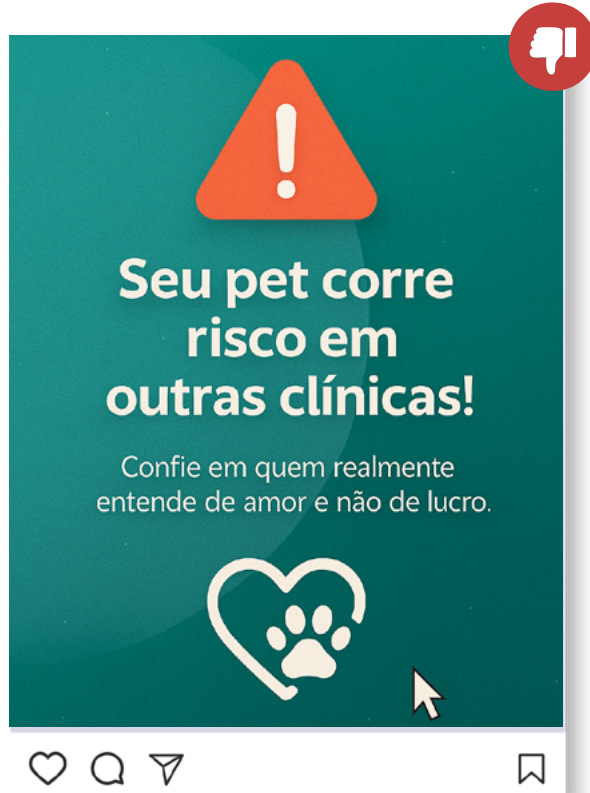 Seu pet corre
risco em
outras clínicas!
Confie em quem realmente
entende de amor e não de lucro.